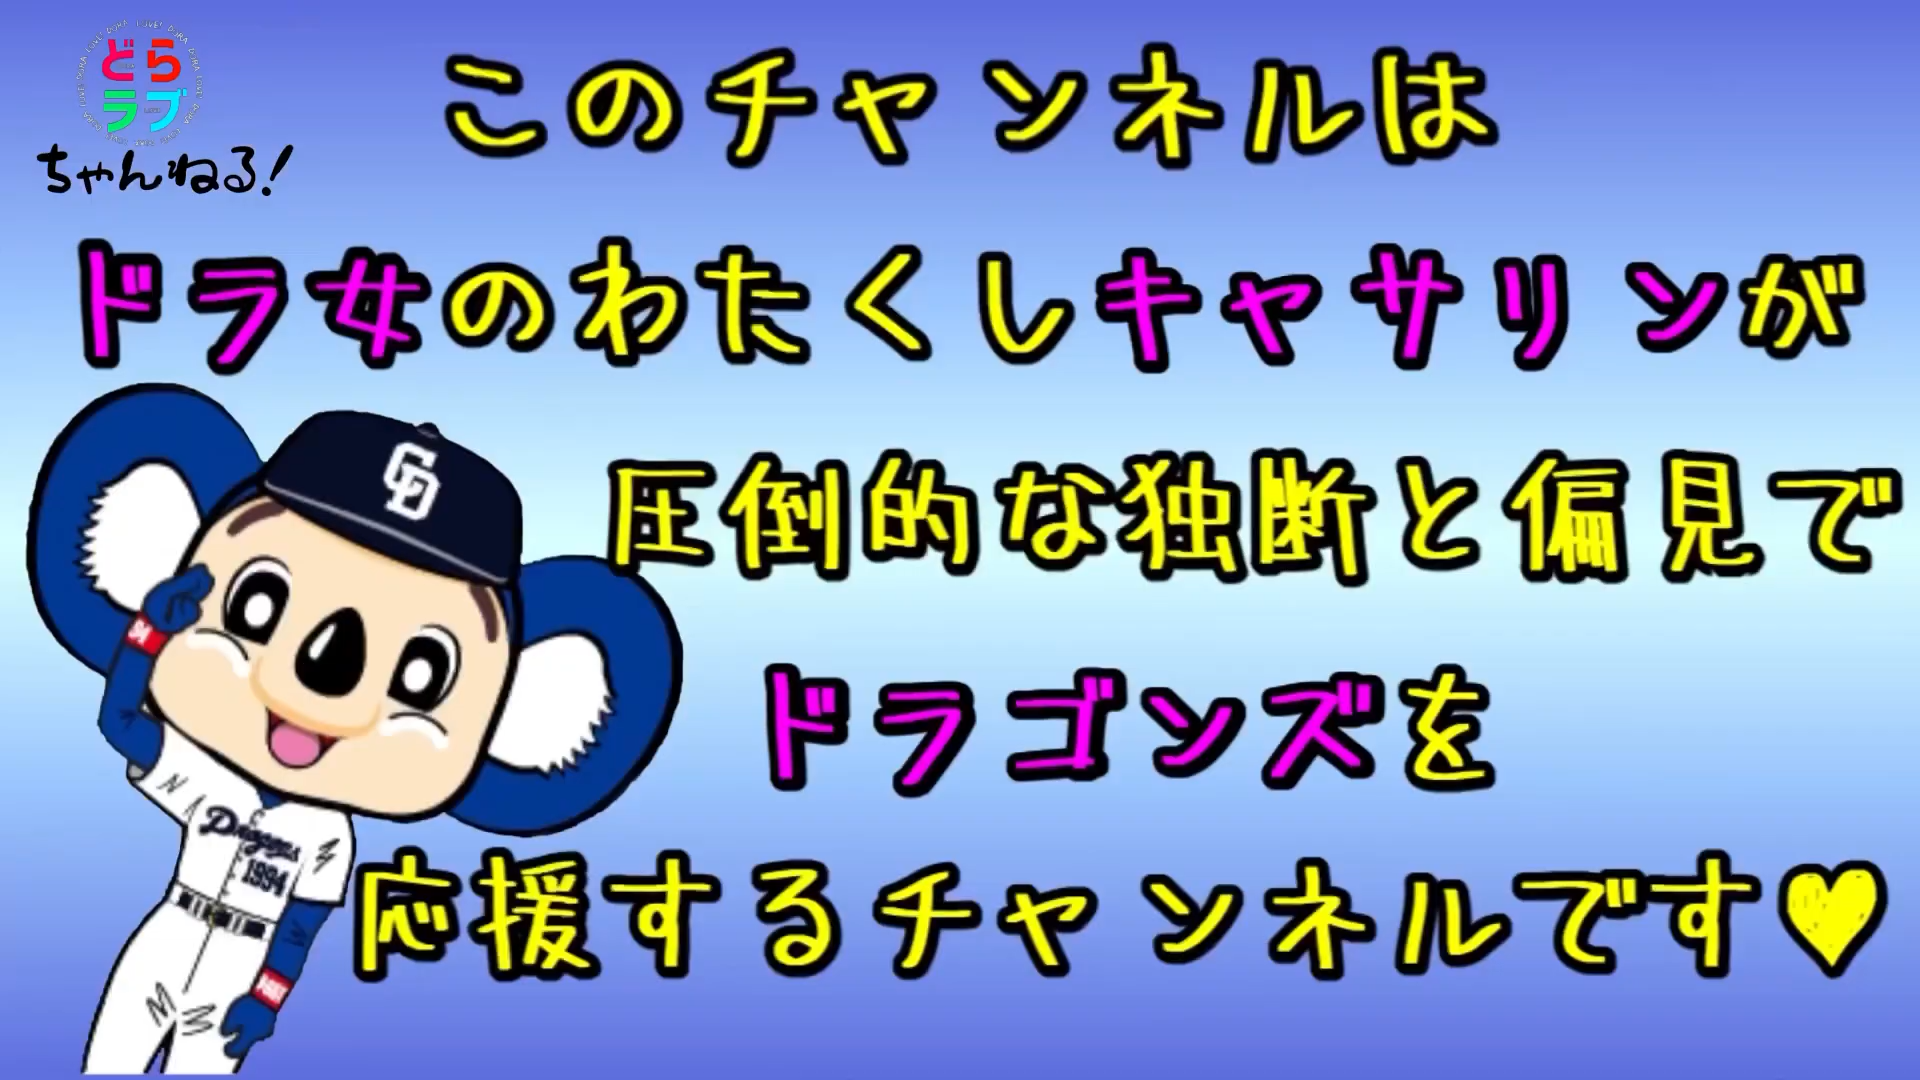 どら
ラブ
ちゃんねる!
このチャンネルは
ドラ女のわたくしキャサリンが
圧倒的な独断と偏見で
ドラゴンズを
応援するチャンネルです♥
CD
Dragons
1994